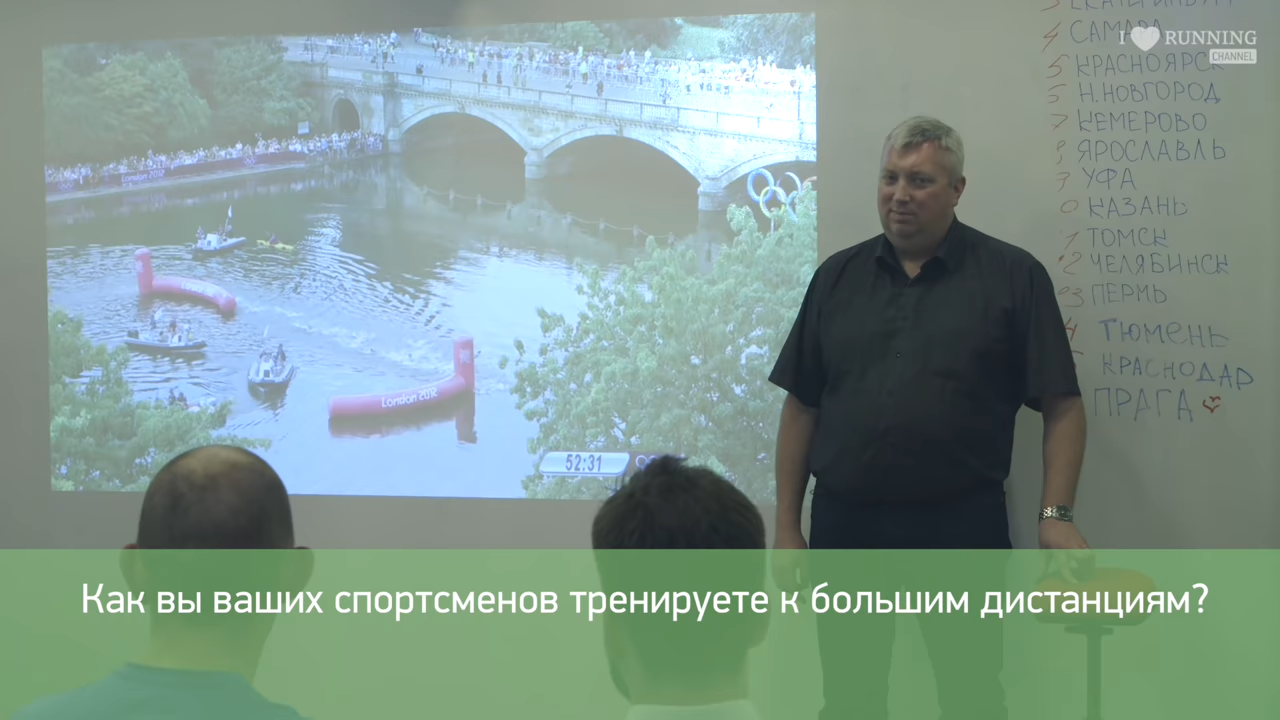 I ❤ RUNNING
CHANNEL
САМАРА
КРАСНОЯРСК
Н.НОВГОРОД
КЕМЕРОВО
ЯРОСЛАВЛЬ
УФА
КАЗАНЬ
ТОМСК
ЧЕЛЯБИНСК
ПЕРМЬ
ТЮМЕНЬ
КРАСНОДАР
ПРАГА
London 2012
London 2012
52:31
Как вы ваших спортсменов тренируете к большим дистанциям?